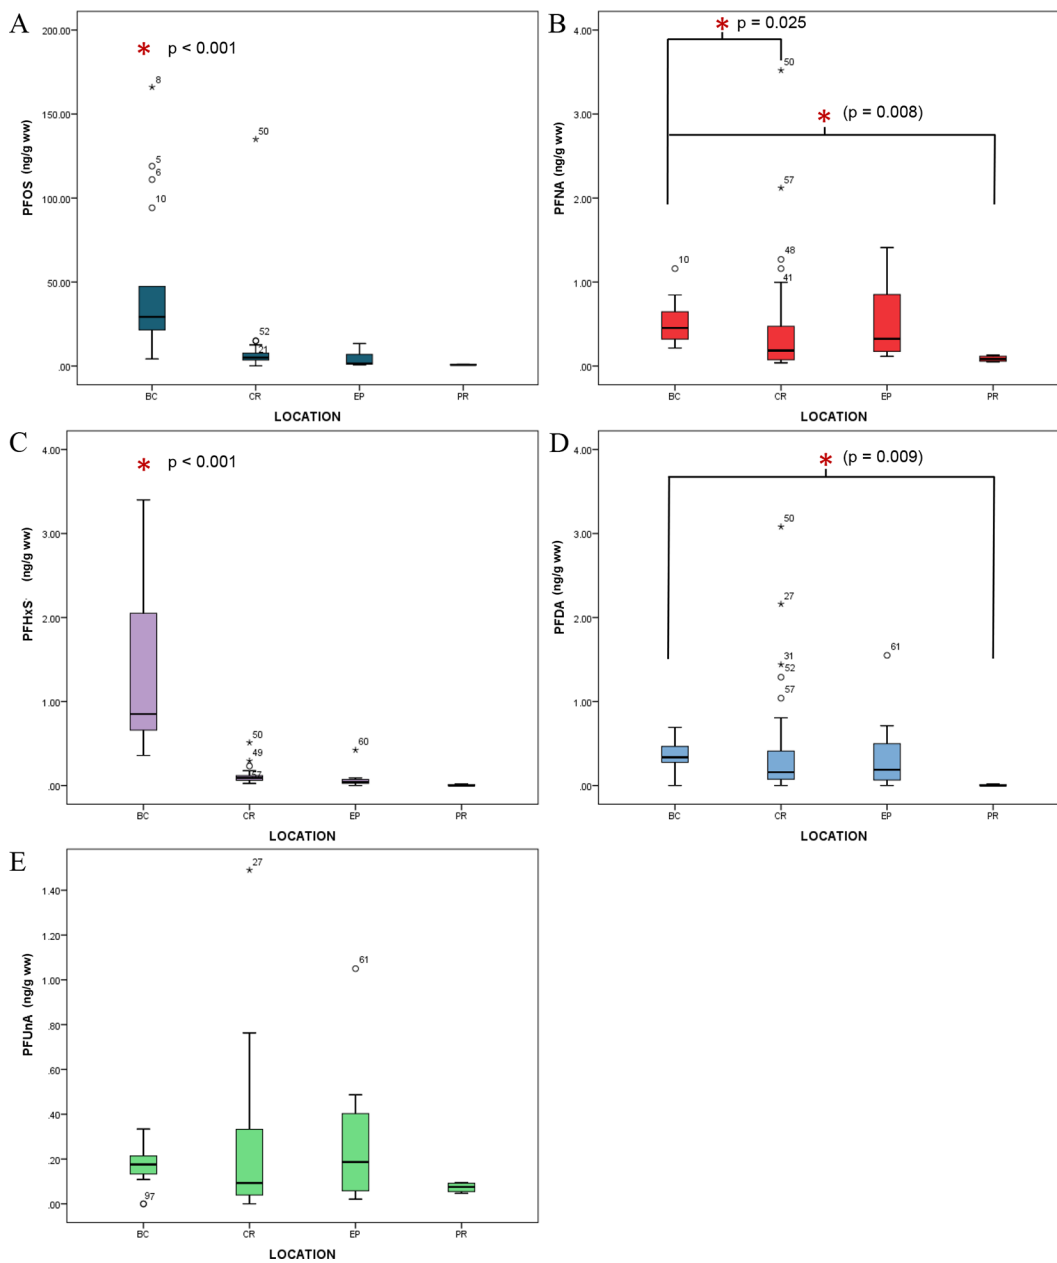 A
PFOS (ng/g ww)
200.00
150.00
100.00
50.00
.00
* p < 0.001
8
5
6
10
50
52
21
BC CR EP PR
LOCATION
B
PFNA (ng/g ww)
4.00
3.00
2.00
1.00
.00
* p = 0.025
* (p = 0.008)
50
57
10
48
41
BC CR EP PR
LOCATION
C
PFHxS (ng/g ww)
4.00
3.00
2.00
1.00
.00
* p < 0.001
50
49
57
60
BC CR EP PR
LOCATION
D
PFDA (ng/g ww)
4.00
3.00
2.00
1.00
.00
* (p = 0.009)
50
27
31
52
57
61
BC CR EP PR
LOCATION
E
PFUnA (ng/g ww)
1.40
1.20
1.00
.80
.60
.40
.20
.00
27
61
97
BC CR EP PR
LOCATION